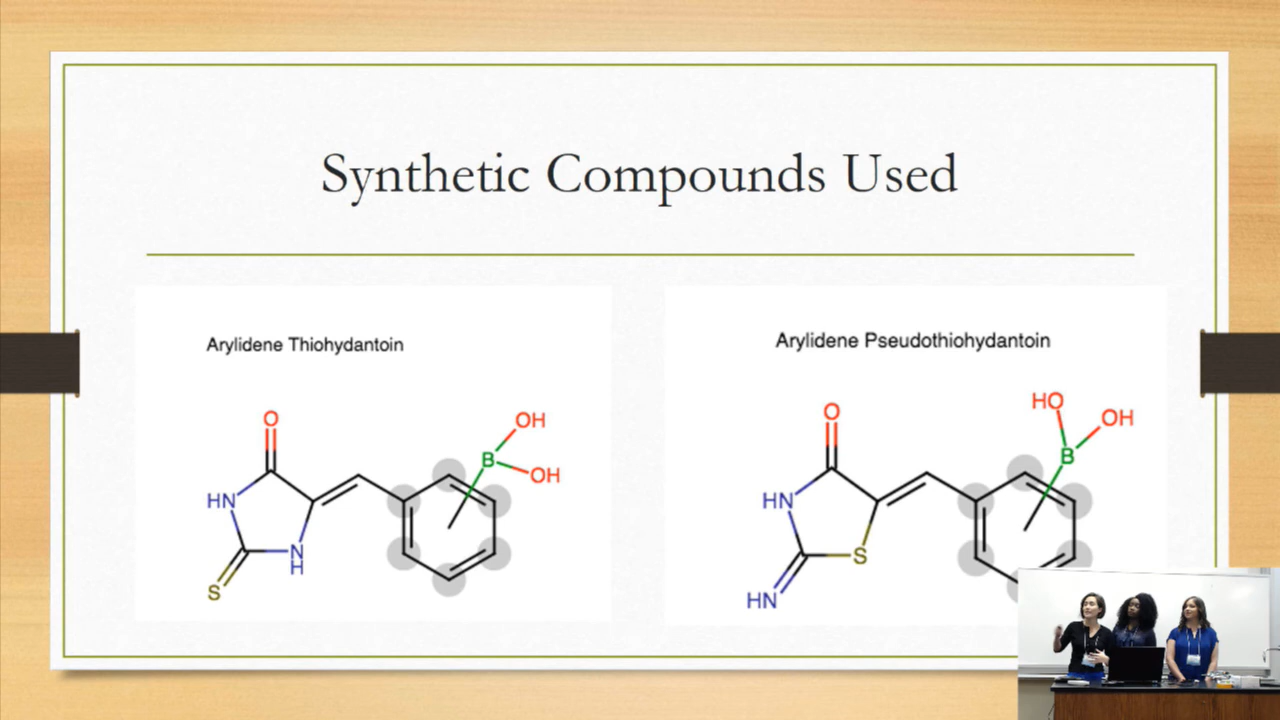 Synthetic Compounds Used
Arylidene Thiohydantoin
O
HN
N
H
S
B
OH
OH
Arylidene Pseudothiohydantoin
O
HN
S
HN
HO
OH
B